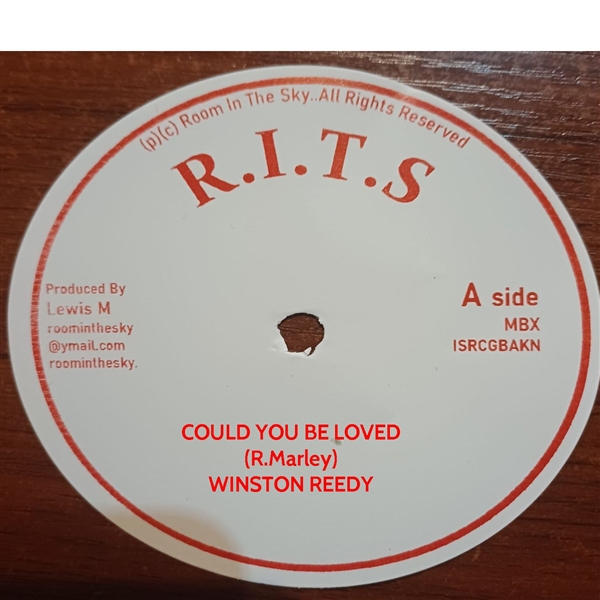 (p)(c) Room In The Sky..All Rights Reserved
R.I.T.S
Produced By
Lewis M
roominthesky
@ymail.com
roominthesky.
A side
MBX
ISRCGBAKN
COULD YOU BE LOVED
(R.Marley)
WINSTON REEDY